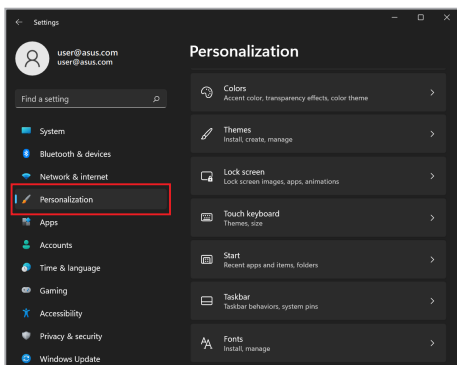 Settings
user@asus.com
user@asus.com
Find a setting
System
Bluetooth & devices
Network & internet
Personalization
Apps
Accounts
Time & language
Gaming
Accessibility
Privacy & security
Windows Update
Personalization
Colors
Accent color, transparency effects, color theme
Themes
Install, create, manage
Lock screen
Lock screen images, apps, animations
Touch keyboard
Themes, size
Start
Recent apps and items, folders
Taskbar
Taskbar behaviors, system pins
Fonts
Install, manage